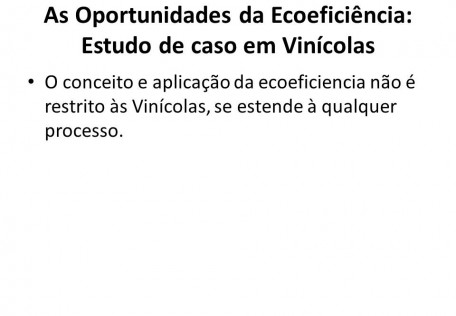 As Oportunidades da Ecoeficiência:
Estudo de caso em Vinícolas
• O conceito e aplicação da ecoeficiencia não é
restrito às Vinícolas, se estende à qualquer
processo.